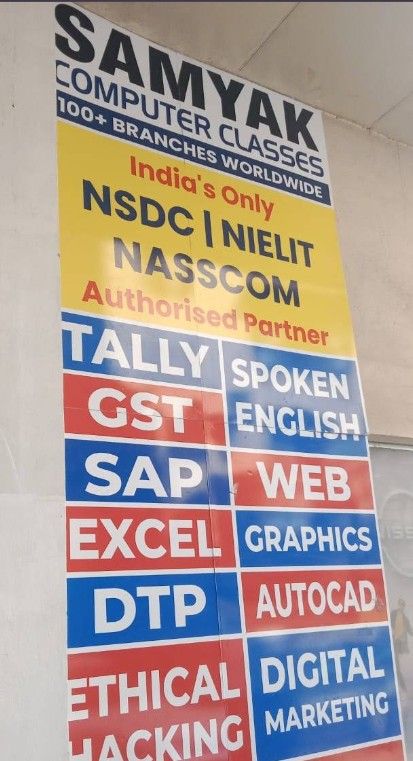 SAMYAK
COMPUTER CLASSES
100+ BRANCHES WORLDWIDE
India's Only
NSDC | NIELIT
NASSCOM
Authorised Partner
TALLY
GST
SAP
EXCEL
DTP
ETHICAL
HACKING
SPOKEN
ENGLISH
WEB
GRAPHICS
AUTOCAD
DIGITAL
MARKETING